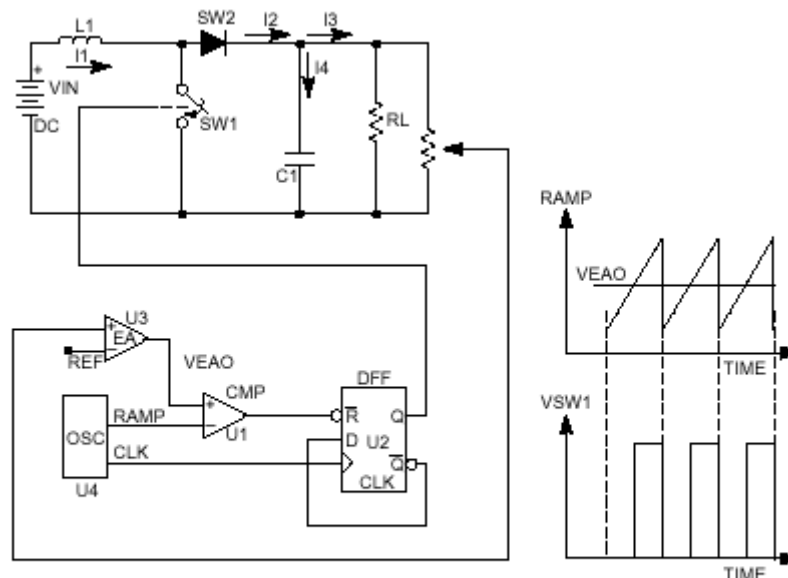 L1
SW2
I2
I3
I1
I4
+
VIN
DC
SW1
RL
C1
RAMP
VEAO
TIME
U3
+
EA
-
REF
VEAO
CMP
+
-
U1
DFF
R
Q
D
U2
Q
CLK
OSC
RAMP
CLK
U4
VSW1
TIME